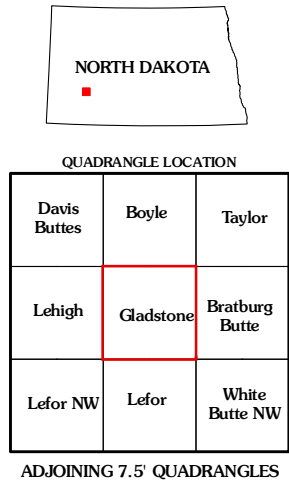 NORTH DAKOTA
QUADRANGLE LOCATION
Davis
Buttes
Boyle
Taylor
Lehigh
Gladstone
Bratburg
Butte
Lefor NW
Lefor
White
Butte NW
ADJOINING 7.5' QUADRANGLES